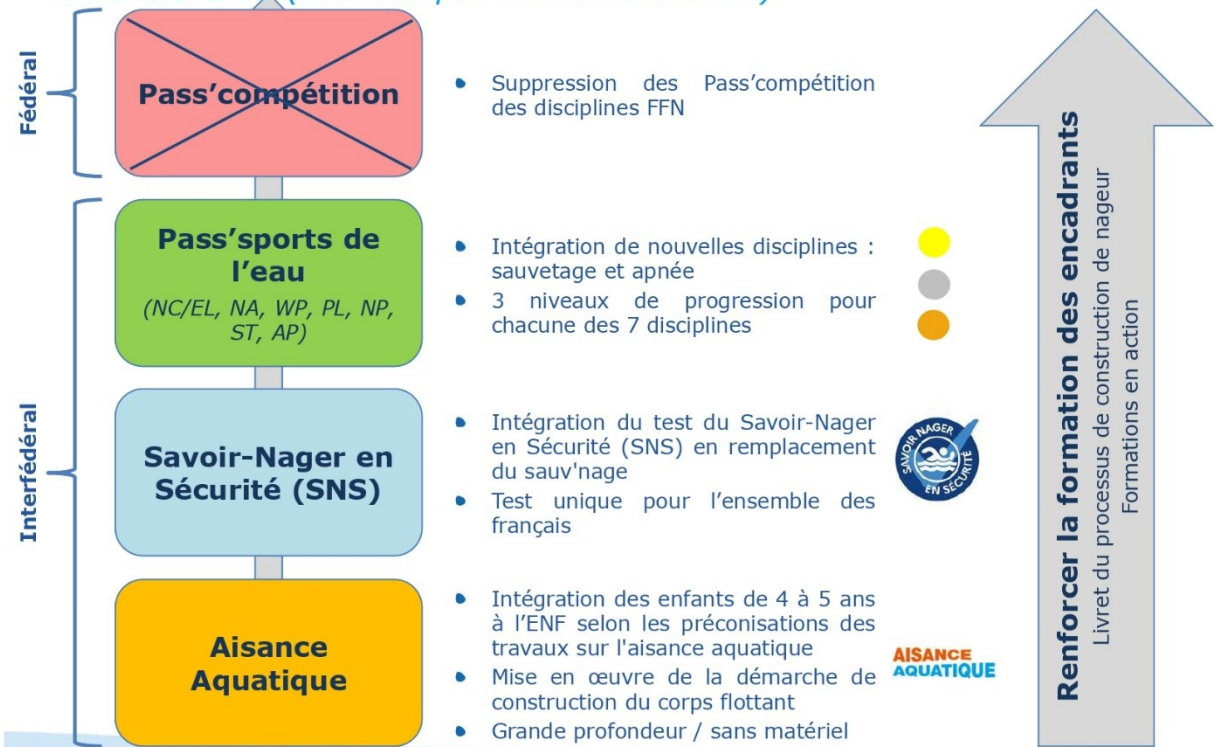 Fédéral
Pass'compétition
• Suppression des Pass'compétition
des disciplines FFN
Interfédéral
Pass'sports de
l'eau
(NC/EL, NA, WP, PL, NP,
ST, AP)
• Intégration de nouvelles disciplines :
sauvetage et apnée
• 3 niveaux de progression pour
chacune des 7 disciplines
Savoir-Nager en
Sécurité (SNS)
• Intégration du test du Savoir-Nager
en Sécurité (SNS) en remplacement
du sauv'nage
• Test unique pour l'ensemble des
français
SAVOIR NAGER
EN SÉCURITÉ
Aisance
Aquatique
• Intégration des enfants de 4 à 5 ans
à l'ENF selon les préconisations des
travaux sur l'aisance aquatique
• Mise en œuvre de la démarche de
construction du corps flottant
• Grande profondeur / sans matériel
AISANCE
AQUATIQUE
Renforcer la formation des encadrants
Livret du processus de construction de nageur
Formations en action